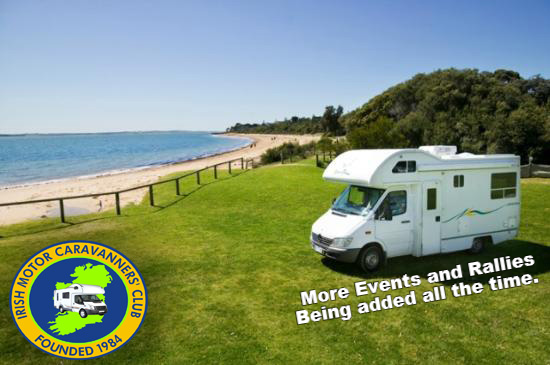 More Events and Rallies
Being added all the time.
IRISH MOTOR CARAVANNERS' CLUB
FOUNDED 1984